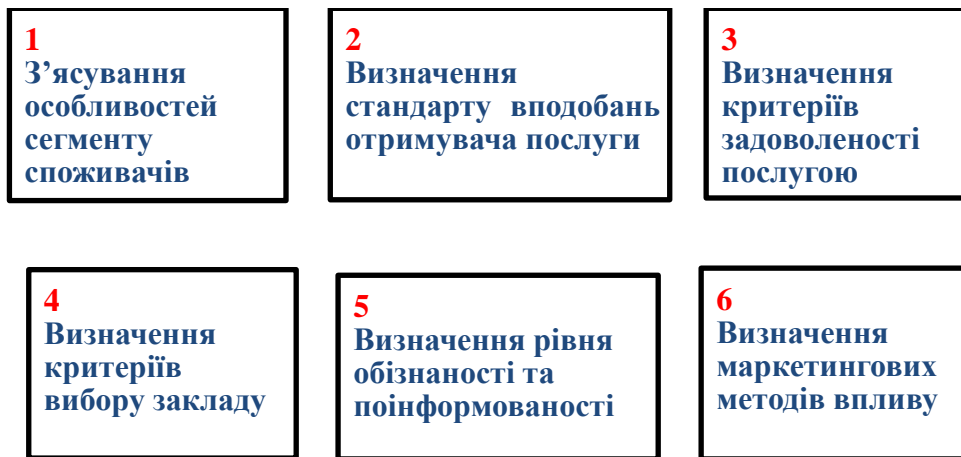 1
З’ясування
особливостей
сегменту
споживачів
2
Визначення
стандарту вподобань
отримувача послуги
3
Визначення
критеріїв
задоволеності
послугою
4
Визначення
критеріїв
вибору закладу
5
Визначення рівня
обізнаності та
поінформованості
6
Визначення
маркетингових
методів впливу